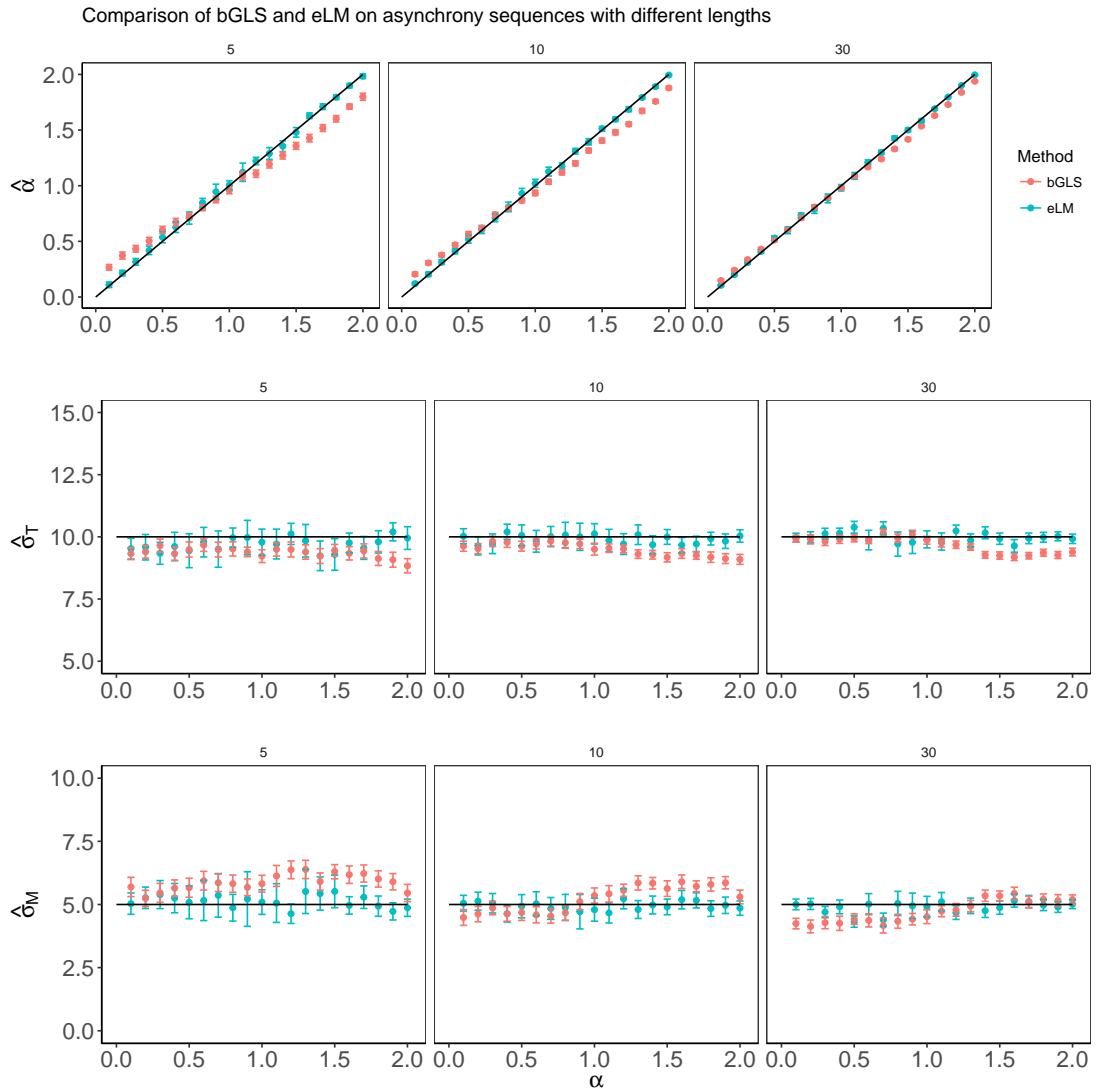 Comparison of bGLS and eLM on asynchrony sequences with different lengths
5 10 30
2.0
1.5
1.0
0.5
0.0
α̂
0.0 0.5 1.0 1.5 2.0 0.0 0.5 1.0 1.5 2.0 0.0 0.5 1.0 1.5 2.0
Method
bGLS
eLM
5 10 30
15.0
12.5
10.0
7.5
5.0
σ̂T
0.0 0.5 1.0 1.5 2.0 0.0 0.5 1.0 1.5 2.0 0.0 0.5 1.0 1.5 2.0
5 10 30
10.0
7.5
5.0
2.5
0.0
σ̂M
0.0 0.5 1.0 1.5 2.0 0.0 0.5 1.0 1.5 2.0 0.0 0.5 1.0 1.5 2.0
α